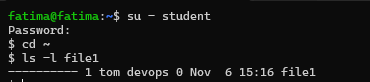 fatima@fatima:~$ su - student
Password:
$ cd ~
$ ls -l file1
---------- 1 tom devops 0 Nov  6 15:16 file1